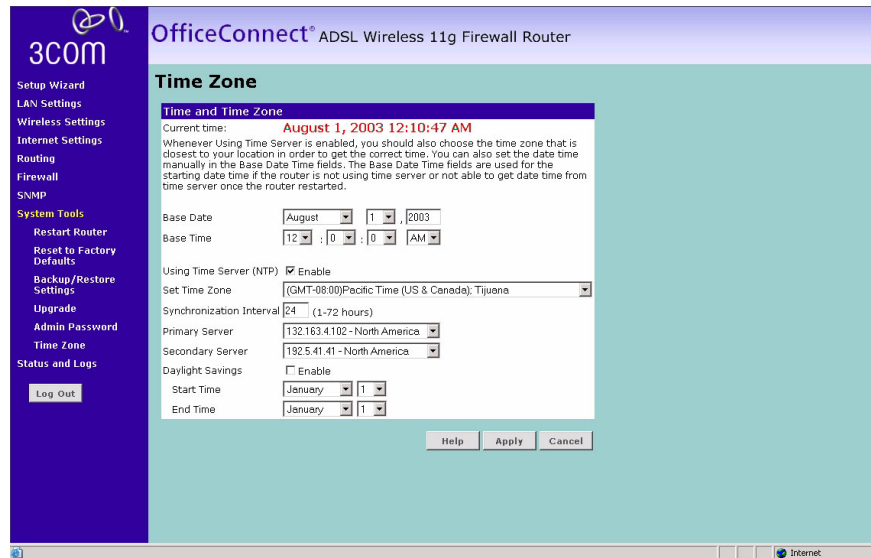 3COM
OfficeConnect® ADSL Wireless 11g Firewall Router
Setup Wizard
LAN Settings
Wireless Settings
Internet Settings
Routing
Firewall
SNMP
System Tools
Restart Router
Reset to Factory
Defaults
Backup/Restore
Settings
Upgrade
Admin Password
Time Zone
Status and Logs
Log Out
Time Zone
Time and Time Zone
Current time: August 1, 2003 12:10:47 AM
Whenever Using Time Server is enabled, you should also choose the time zone that is
closest to your location in order to get the correct time. You can also set the date time
manually in the Base Date Time fields. The Base Date Time fields are used for the
starting date time if the router is not using time server or not able to get date time from
time server once the router restarted.
Base Date August 1 , 2003
Base Time 12 : 0 : 0 AM
Using Time Server (NTP) Enable
Set Time Zone (GMT-08:00)Pacific Time (US & Canada); Tijuana
Synchronization Interval 24 (1-72 hours)
Primary Server 132.163.4.102 - North America
Secondary Server 192.5.41.41 - North America
Daylight Savings Enable
Start Time January 1
End Time January 1
Help Apply Cancel
Internet